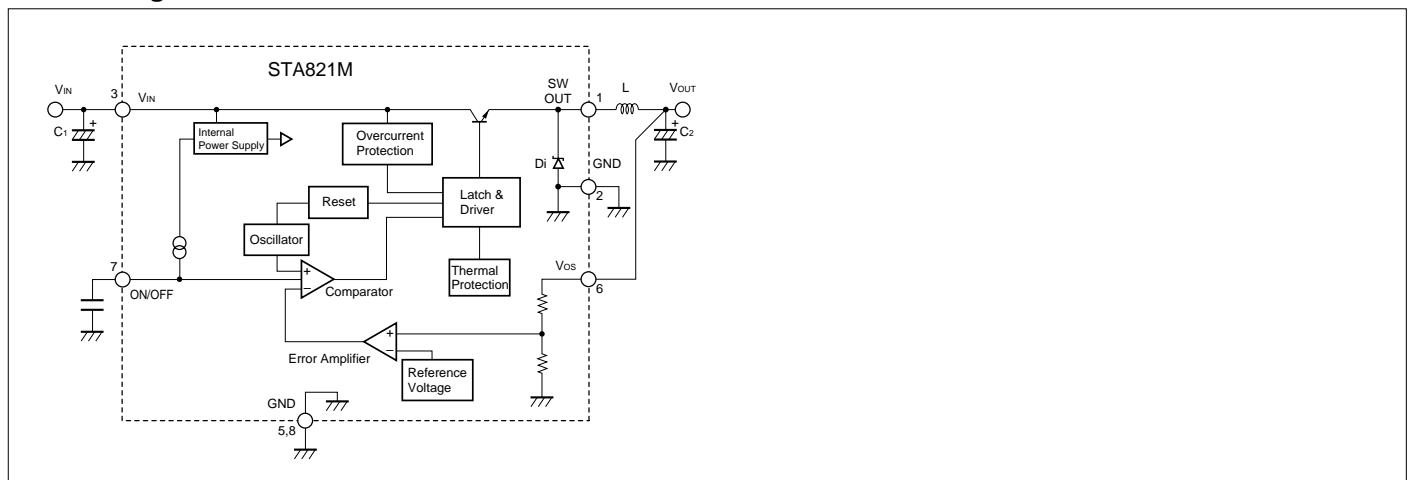 STA821M
SW
OUT
L
VOUT
VIN
3
VIN
1
C1
+
Internal
Power Supply
Overcurrent
Protection
+
C2
Di
GND
2
Latch &
Driver
Reset
Oscillator
7
ON/OFF
+
–
Comparator
Thermal
Protection
VOS
6
Error Amplifier
+
–
Reference
Voltage
GND
5,8